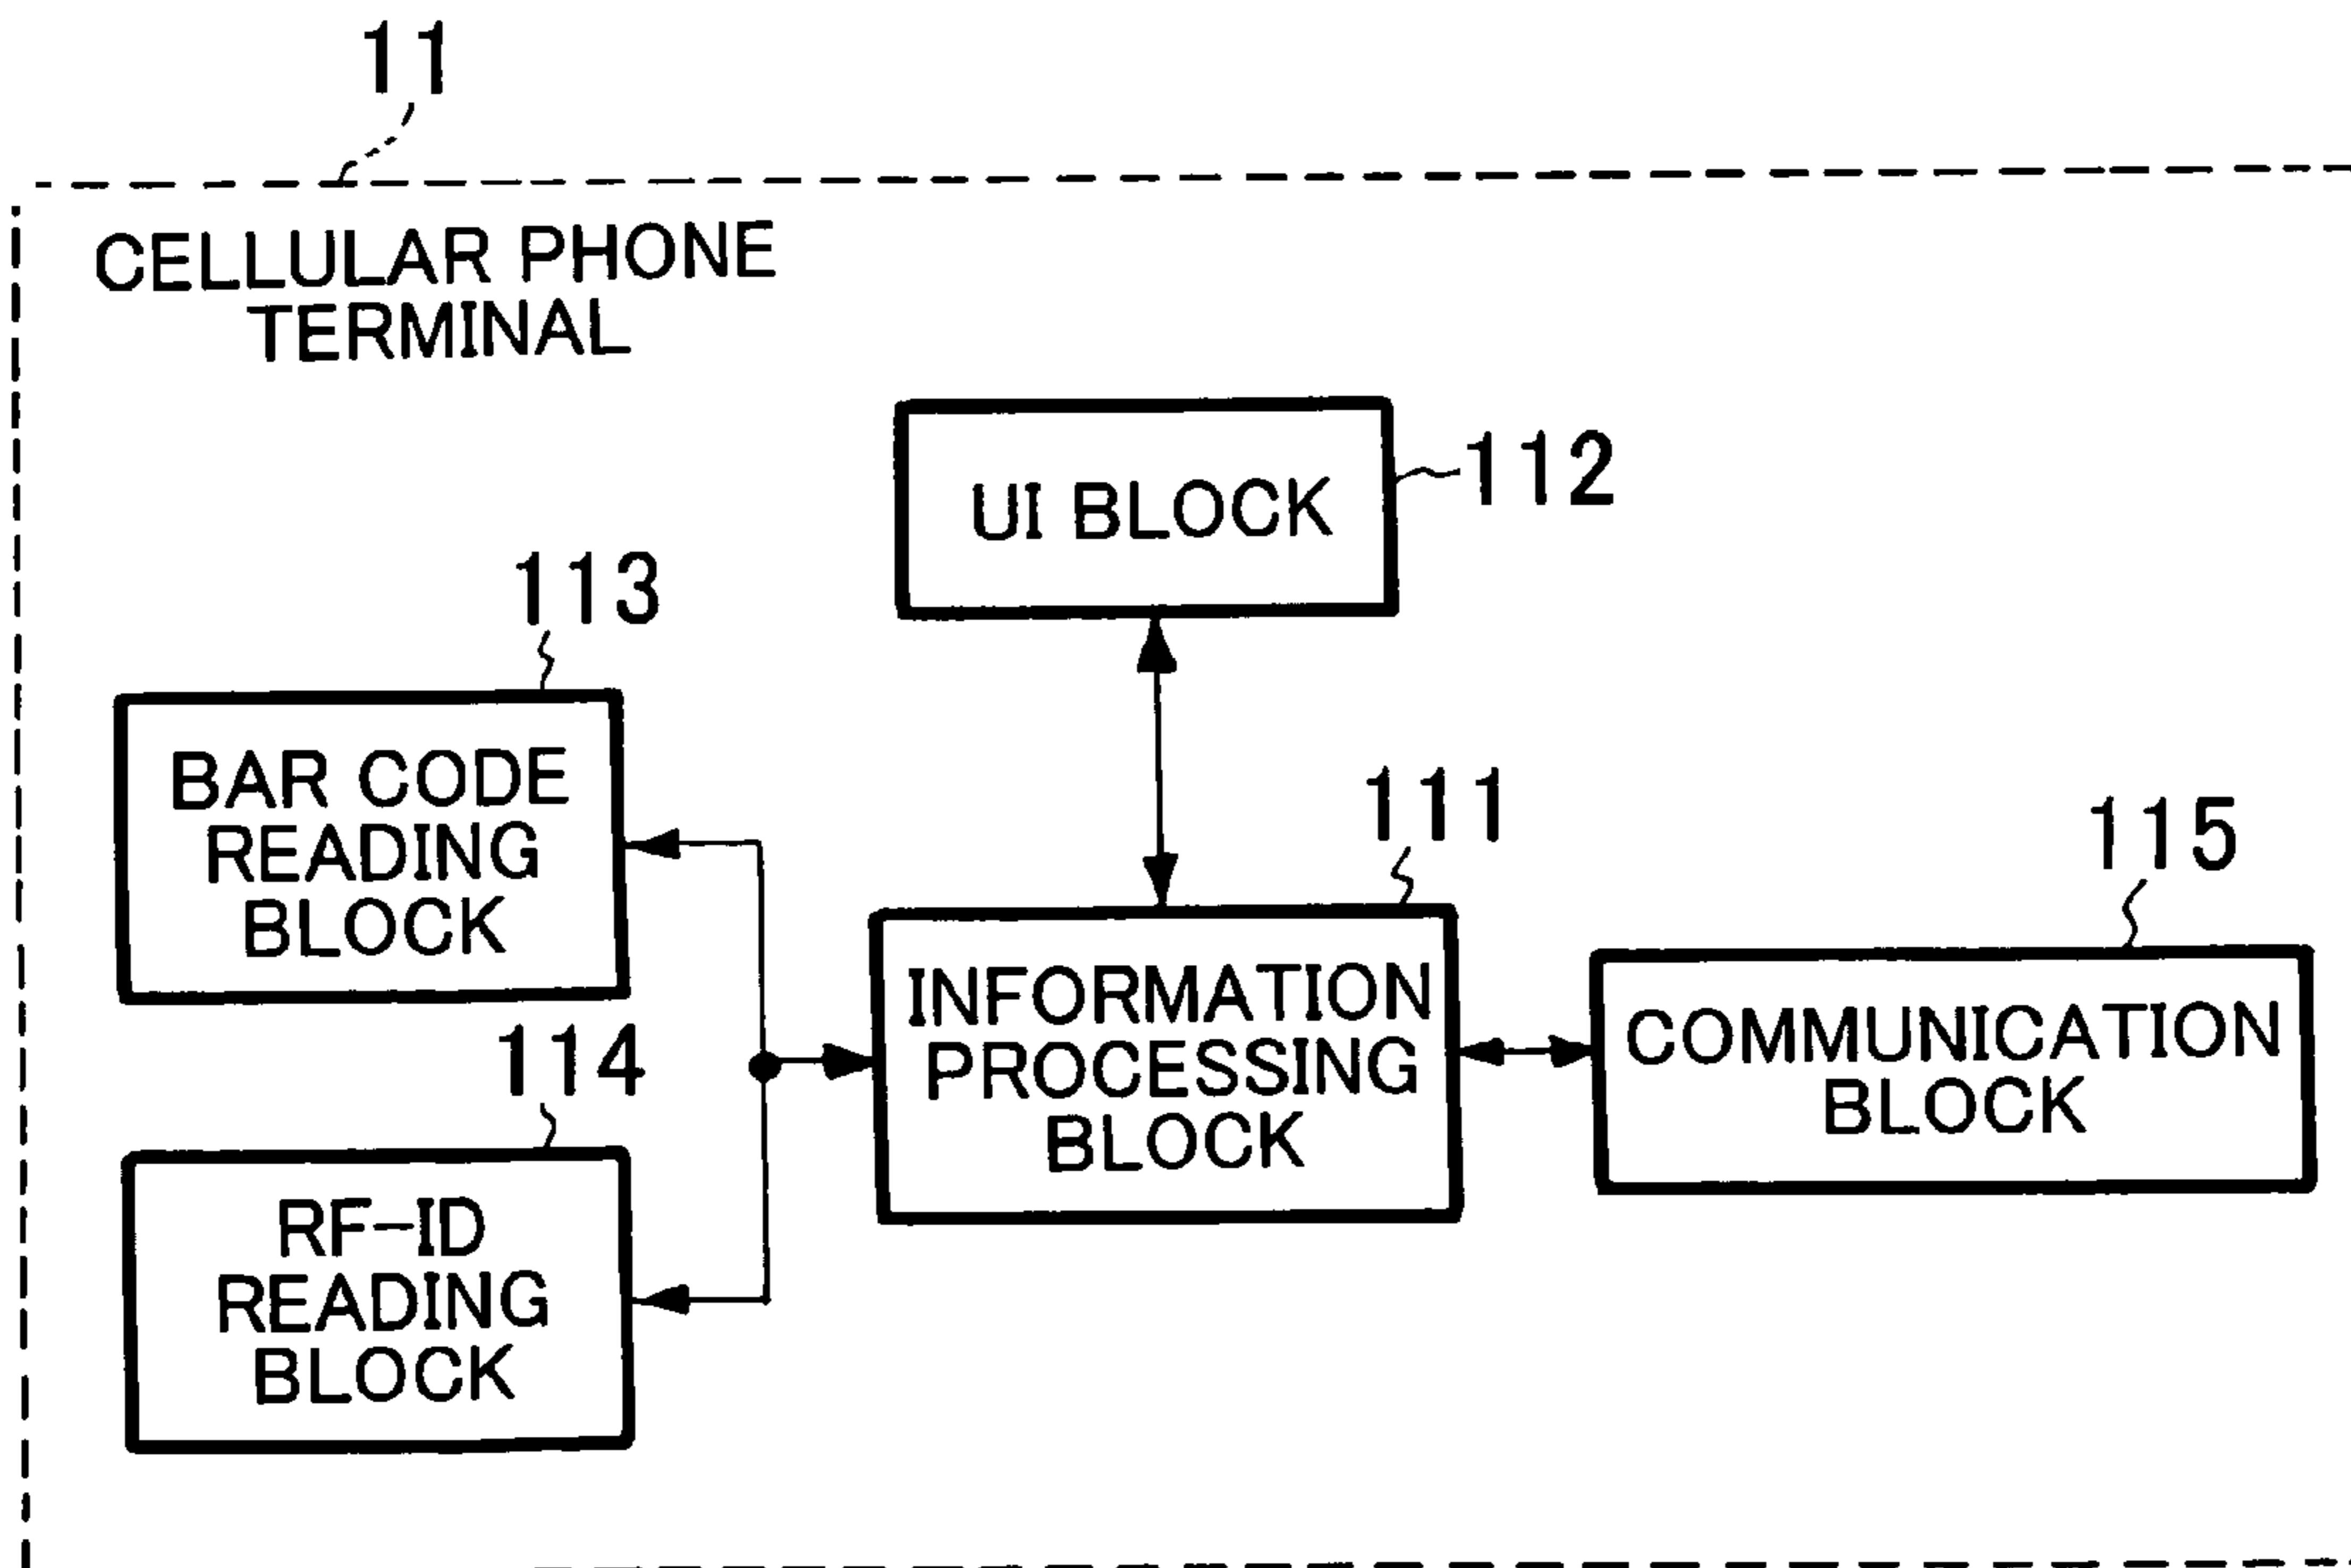 11
CELLULAR PHONE
TERMINAL
UI BLOCK
112
113
BAR CODE
READING
BLOCK
111
INFORMATION
PROCESSING
BLOCK
115
COMMUNICATION
BLOCK
114
RF-ID
READING
BLOCK